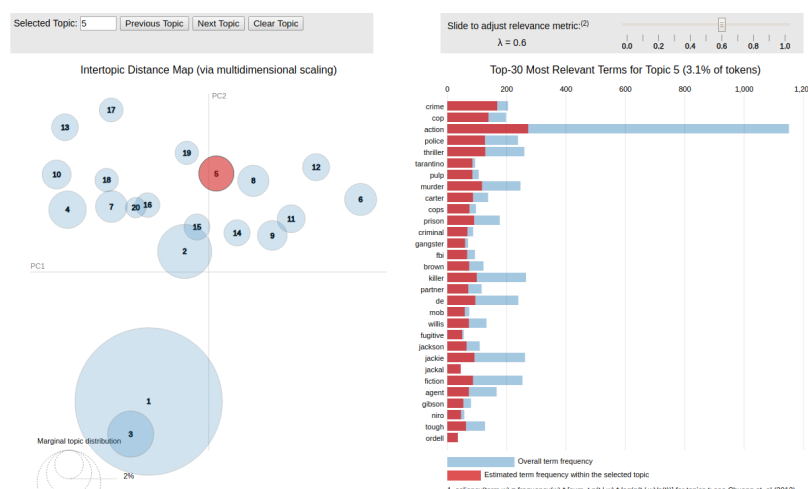 Selected Topic: 5 Previous Topic Next Topic Clear Topic
Slide to adjust relevance metric:(2)
λ = 0.6
0.0 0.2 0.4 0.6 0.8 1.0
Intertopic Distance Map (via multidimensional scaling)
PC2
PC1
17
13
19
12
10
18
5
8
6
4
7
20
16
15
14
11
9
2
1
3
Marginal topic distribution
2%
Top-30 Most Relevant Terms for Topic 5 (3.1% of tokens)
0 200 400 600 800 1,000 1,200
crime
cop
action
police
thriller
tarantino
pulp
murder
carter
cops
prison
criminal
gangster
fbi
brown
killer
partner
de
mob
willis
fugitive
jackson
jackie
jackal
fiction
agent
gibson
niro
tough
ordell
Overall term frequency
Estimated term frequency within the selected topic